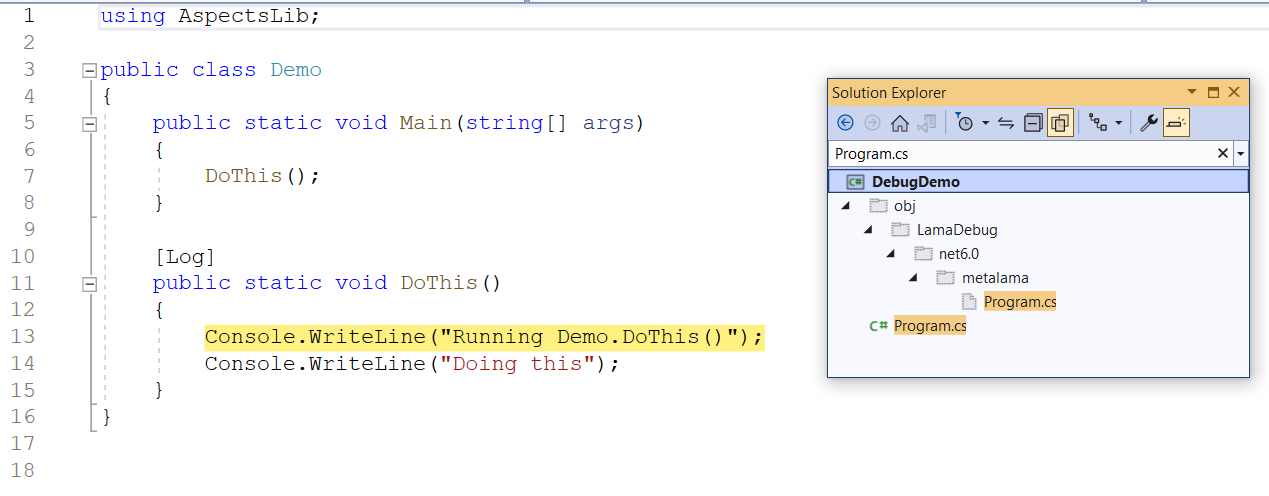 1 using AspectsLib;
2
3 public class Demo
4 {
5 public static void Main(string[] args)
6 {
7 DoThis();
8 }
9
10 [Log]
11 public static void DoThis()
12 {
13 Console.WriteLine("Running Demo.DoThis()");
14 Console.WriteLine("Doing this");
15 }
16 }
17
18
Solution Explorer
Program.cs
C# DebugDemo
obj
LamaDebug
net6.0
metalama
Program.cs
C# Program.cs